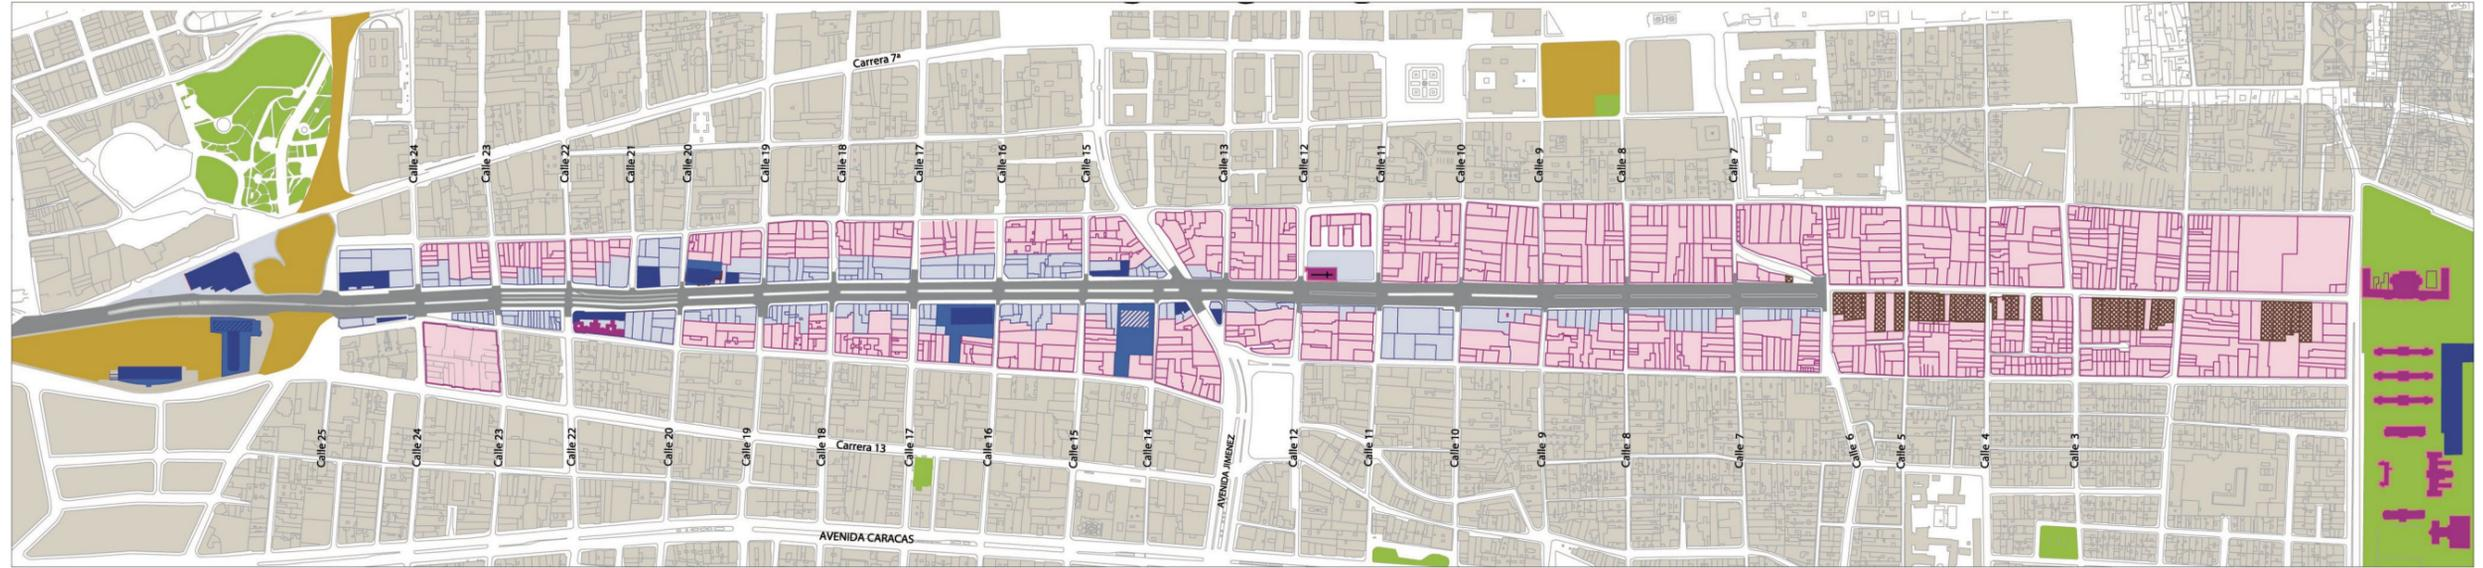 Carrera 7ª
Calle 24
Calle 23
Calle 22
Calle 21
Calle 20
Calle 19
Calle 18
Calle 17
Calle 16
Calle 15
Calle 13
Calle 12
Calle 11
Calle 10
Calle 9
Calle 8
Calle 7
Calle 25
Calle 24
Calle 23
Calle 22
Calle 20
Calle 19
Calle 18
Carrera 13
Calle 17
Calle 16
Calle 15
Calle 14
AVENIDA JIMENEZ
Calle 12
Calle 11
Calle 10
Calle 9
Calle 8
Calle 7
Calle 6
Calle 5
Calle 4
Calle 3
AVENIDA CARACAS